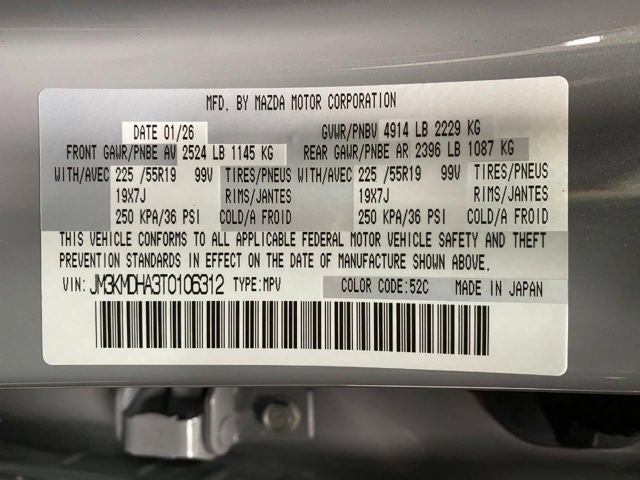 MFD. BY MAZDA MOTOR CORPORATION
DATE 01/26 GVWR/PNBV 4914 LB 2229 KG
FRONT GAWR/PNBE AV 2524 LB 1145 KG REAR GAWR/PNBE AR 2396 LB 1087 KG
WITH/AVEC 225 /55R19 99V TIRES/PNEUS WITH/AVEC 225 /55R19 99V TIRES/PNEUS
19X7J RIMS/JANTES 19X7J RIMS/JANTES
250 KPA/36 PSI COLD/A FROID 250 KPA/36 PSI COLD/A FROID
THIS VEHICLE CONFORMS TO ALL APPLICABLE FEDERAL MOTOR VEHICLE SAFETY AND THEFT
PREVENTION STANDARDS IN EFFECT ON THE DATE OF MANUFACTURE SHOWN ABOVE.
VIN: JM3KMDHA3T0106312 TYPE:MPV COLOR CODE:52C MADE IN JAPAN